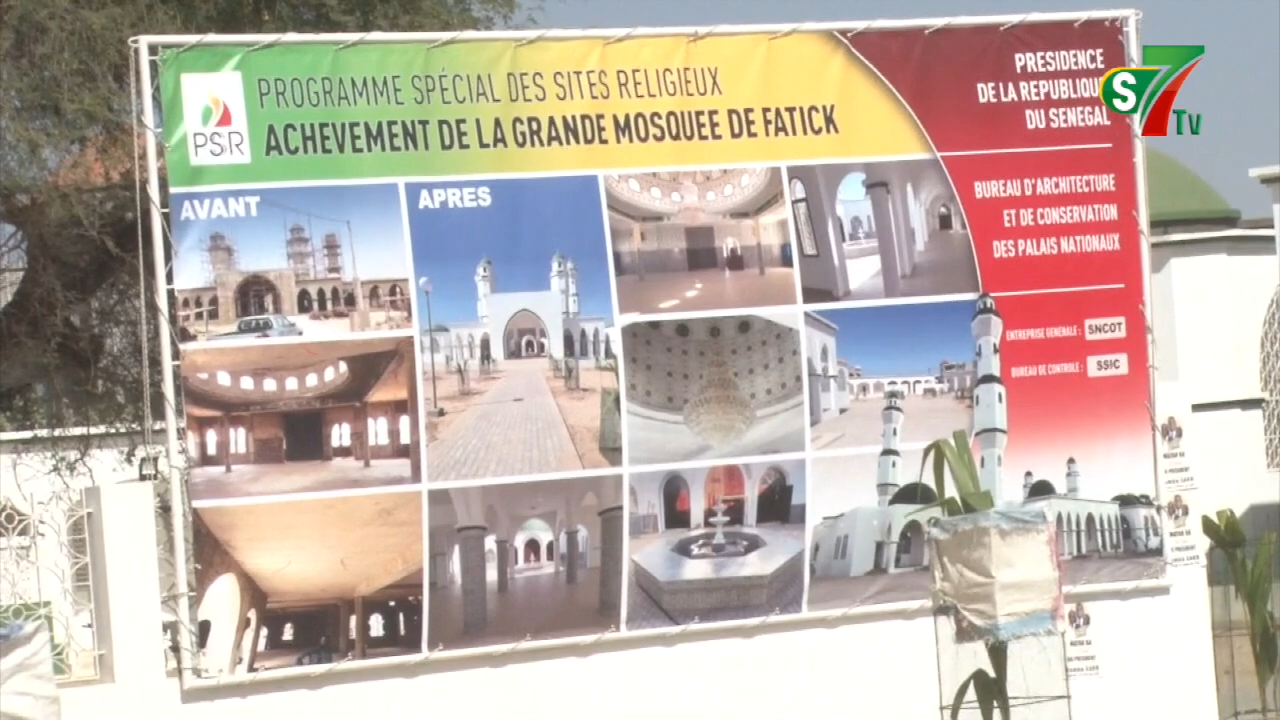 PSR
PROGRAMME SPÉCIAL DES SITES RELIGIEUX
ACHEVEMENT DE LA GRANDE MOSQUEE DE FATICK
PRESIDENCE
DE LA REPUBLIQUE
DU SENEGAL
S7 Tv
BUREAU D'ARCHITECTURE
ET DE CONSERVATION
DES PALAIS NATIONAUX
ENTREPRISE GENERALE : SNCOT
BUREAU DE CONTROLE : SSIC
AVANT
APRES